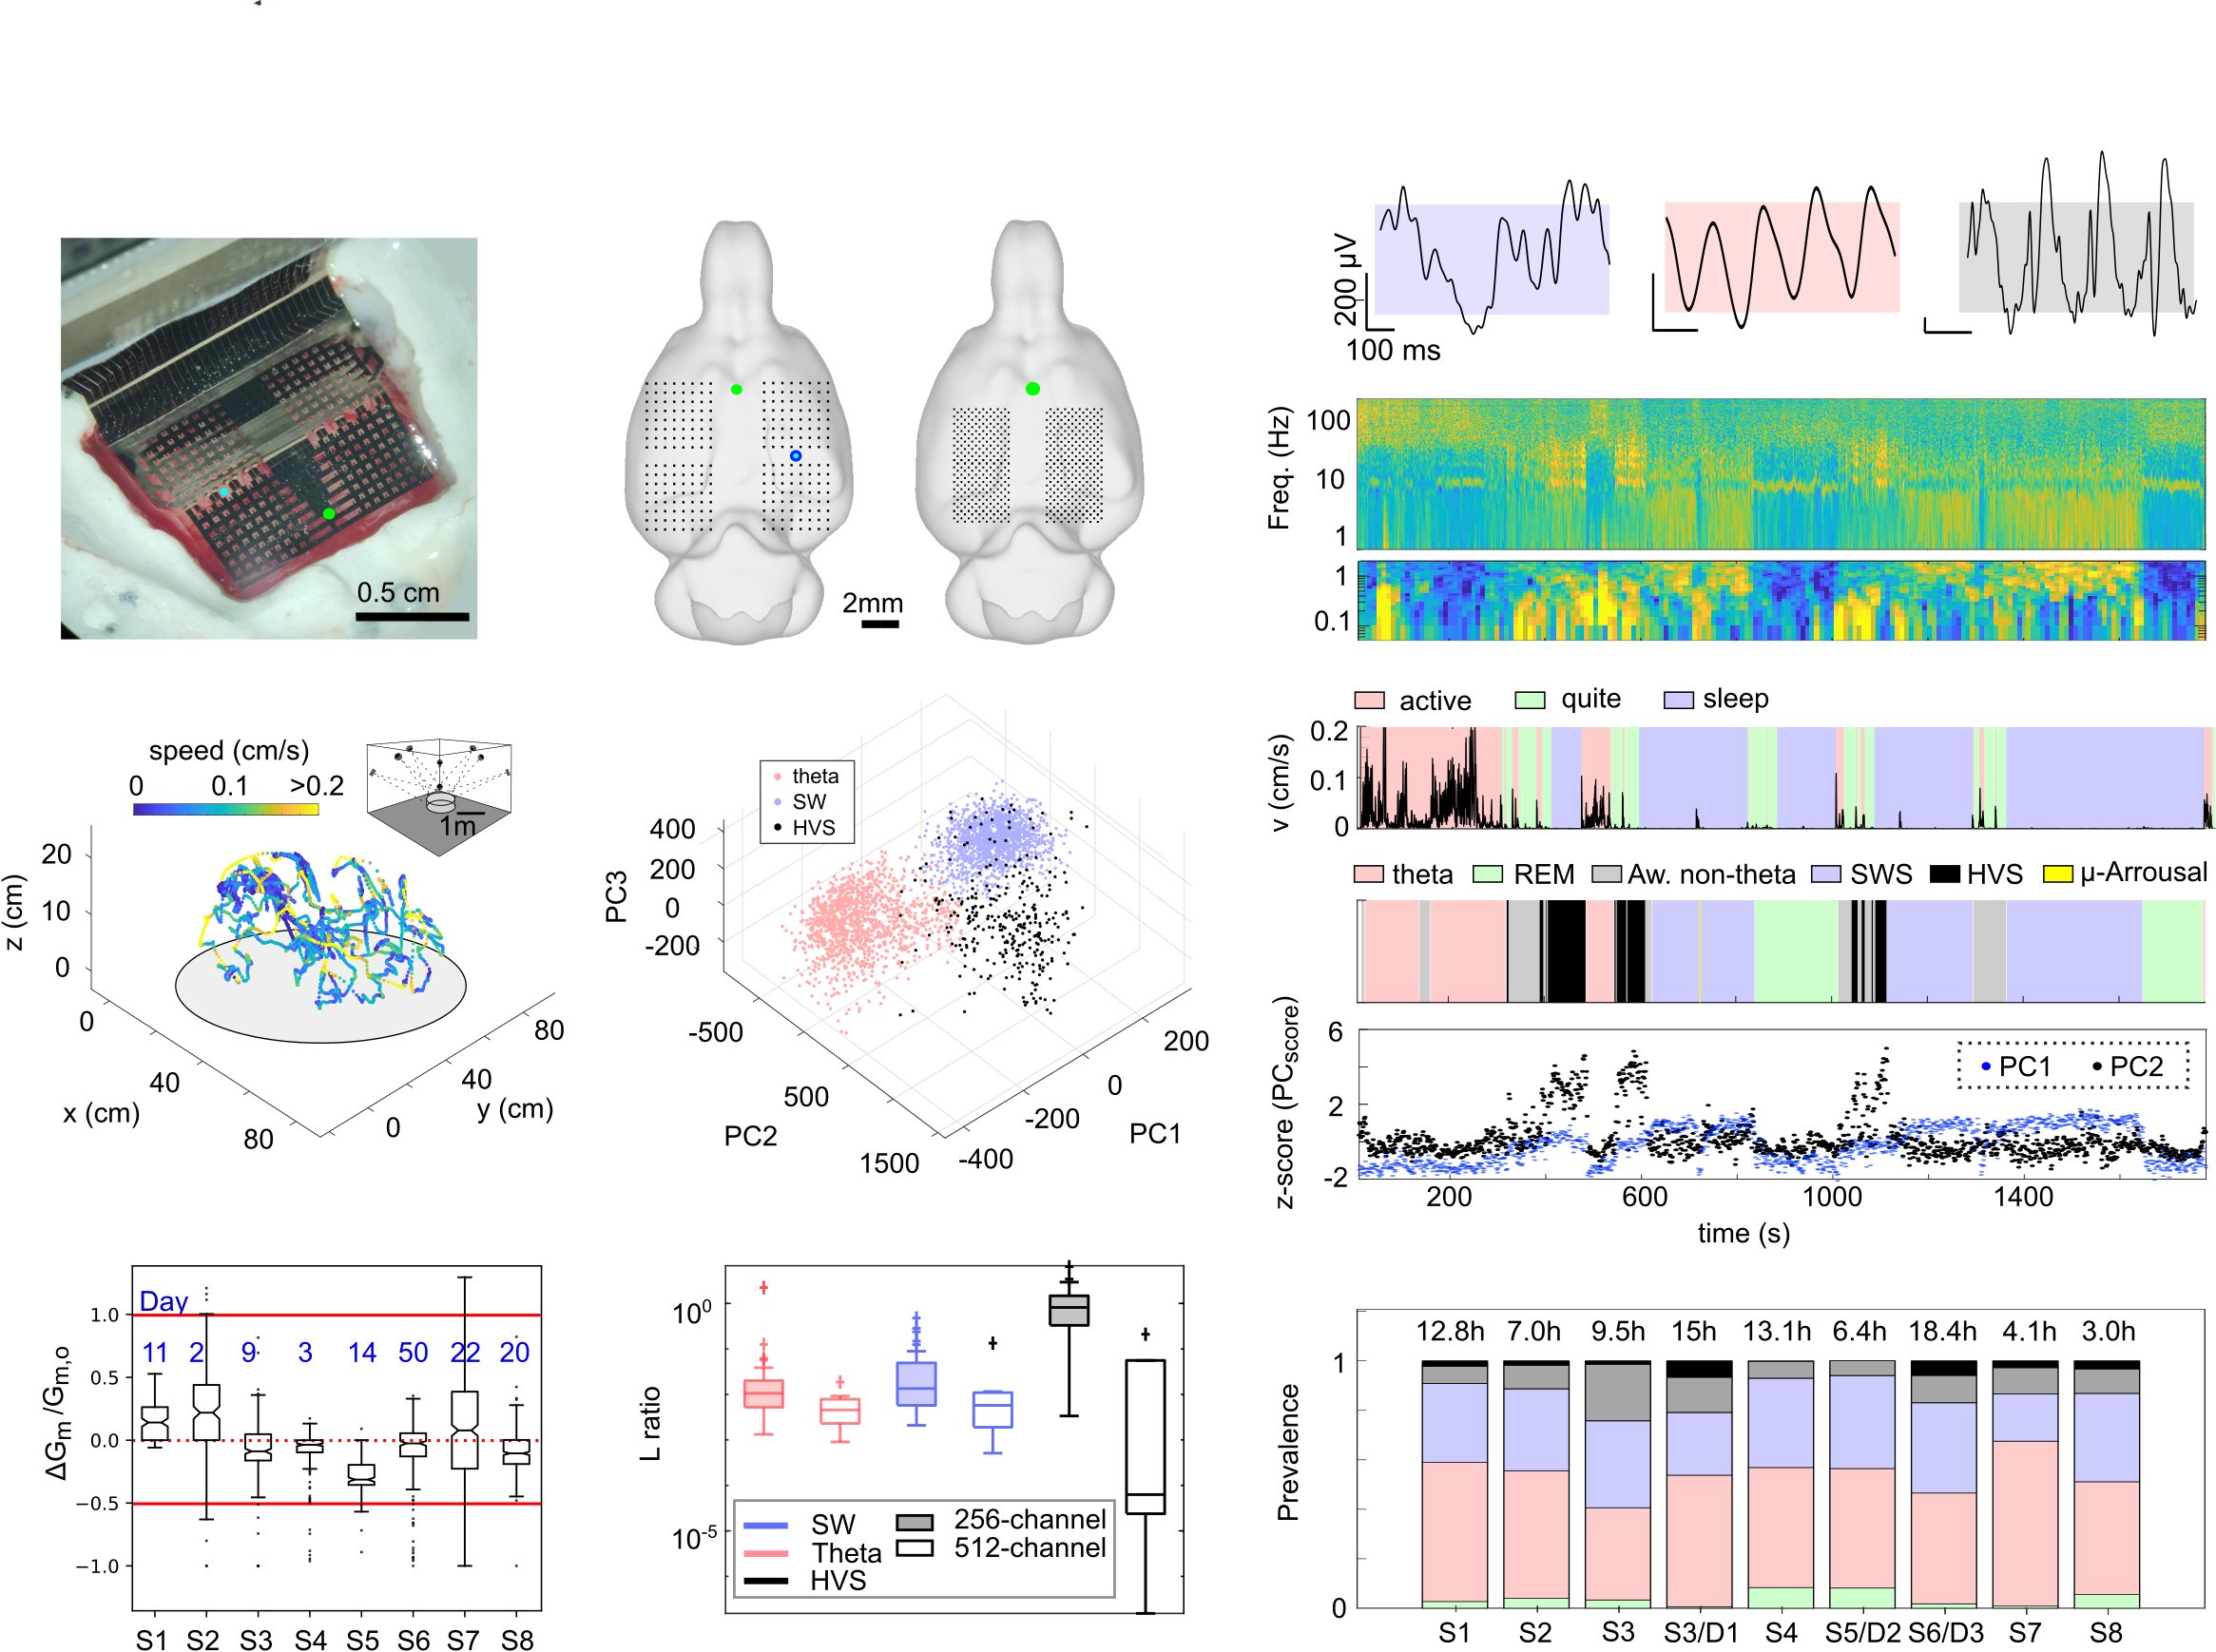 0.5 cm
2mm
200 µV
100 ms
Freq. (Hz)
100
10
1
1
0.1
active quite sleep
v (cm/s)
0.2
0.1
0
theta REM Aw. non-theta SWS HVS µ-Arrousal
z-score (PCscore)
6
2
-2
PC1 PC2
200 600 1000 1400
time (s)
speed (cm/s)
0 0.1 >0.2
1m
z (cm)
20
10
0
0
40
80
x (cm)
0
40
80
y (cm)
theta
SW
HVS
PC3
400
200
0
-200
-500
500
1500
PC2
-400
-200
0
200
PC1
ΔGm/Gm,o
Day
11 2 9 3 14 50 22 20
1.0
0.5
0.0
−0.5
−1.0
S1 S2 S3 S4 S5 S6 S7 S8
L ratio
10^0
10^-5
SW 256-channel
Theta 512-channel
HVS
Prevalence
1
0
12.8h 7.0h 9.5h 15h 13.1h 6.4h 18.4h 4.1h 3.0h
S1 S2 S3 S3/D1 S4 S5/D2 S6/D3 S7 S8